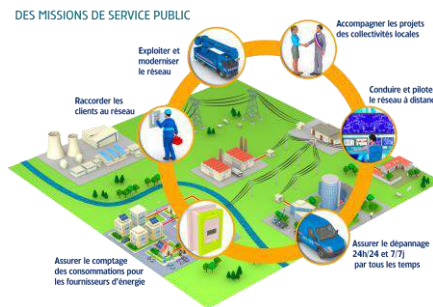 DES MISSIONS DE SERVICE PUBLIC
Accompagner les projets
des collectivités locales
Exploiter et
moderniser
le réseau
Conduire et pilote
le réseau à distan
Raccorder les
clients au réseau
Assurer le dépannage
24h/24 et 7/7j
par tous les temps
Assurer le comptage
des consommations pour
les fournisseurs d'énergie